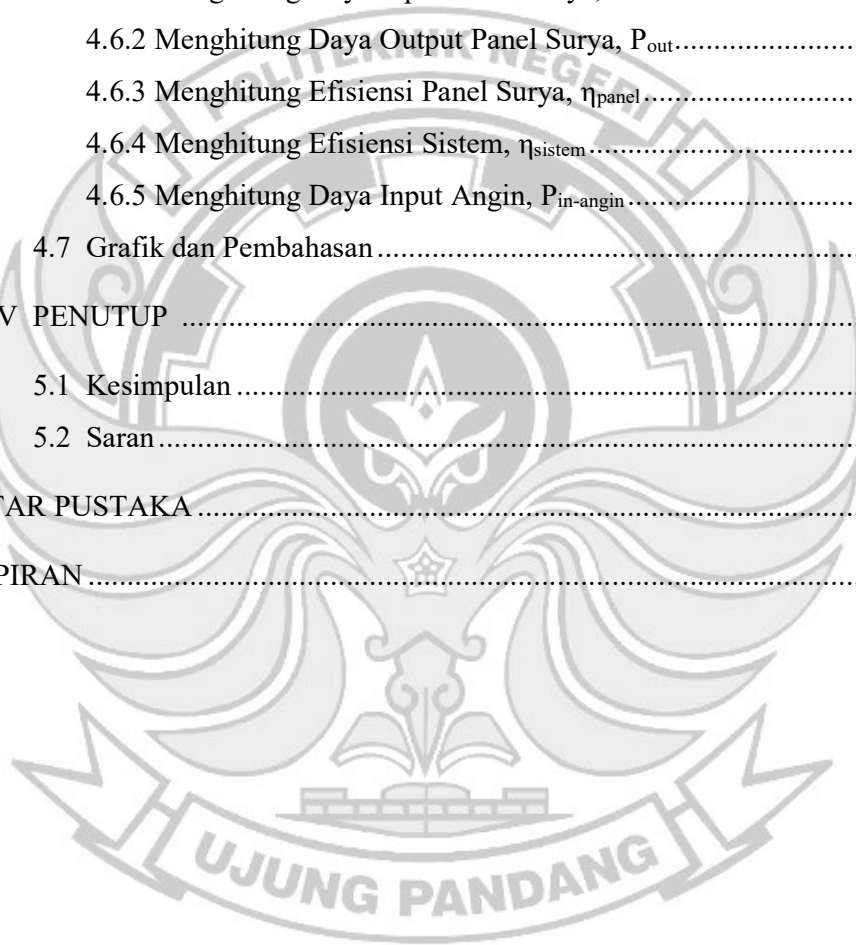 4.6.2 Menghitung Daya Output Panel Surya, Pout
4.6.3 Menghitung Efisiensi Panel Surya, ηpanel
4.6.4 Menghitung Efisiensi Sistem, ηsistem
4.6.5 Menghitung Daya Input Angin, Pin-angin
4.7 Grafik dan Pembahasan
V PENUTUP
5.1 Kesimpulan
5.2 Saran
TAR PUSTAKA
PIRAN
POLITEKNIK NEGERI
UJUNG PANDANG